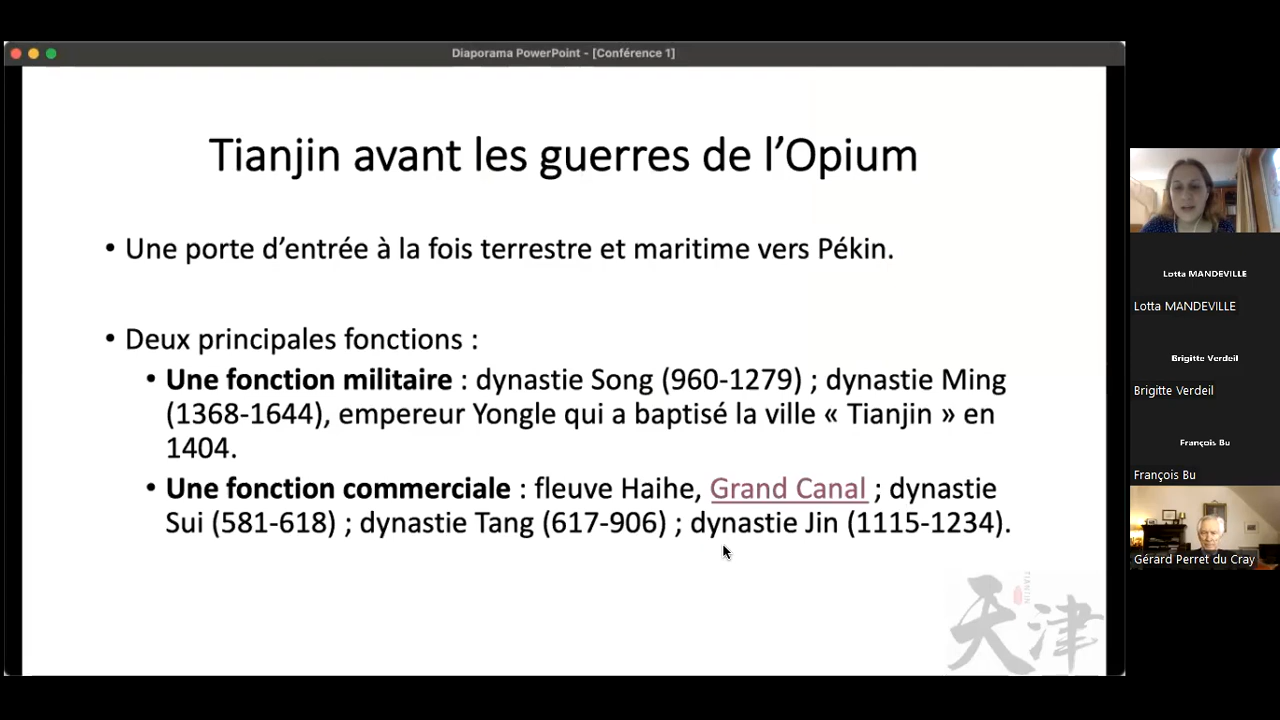 Diaporama PowerPoint - [Conférence 1]
Tianjin avant les guerres de l’Opium
• Une porte d’entrée à la fois terrestre et maritime vers Pékin.
• Deux principales fonctions :
• Une fonction militaire : dynastie Song (960-1279) ; dynastie Ming
(1368-1644), empereur Yongle qui a baptisé la ville « Tianjin » en
1404.
• Une fonction commerciale : fleuve Haihe, Grand Canal ; dynastie
Sui (581-618) ; dynastie Tang (617-906) ; dynastie Jin (1115-1234).
天津
TIANJIN
Lotta MANDEVILLE
Lotta MANDEVILLE
Brigitte Verdeil
Brigitte Verdeil
François Bu
François Bu
Gérard Perret du Cray